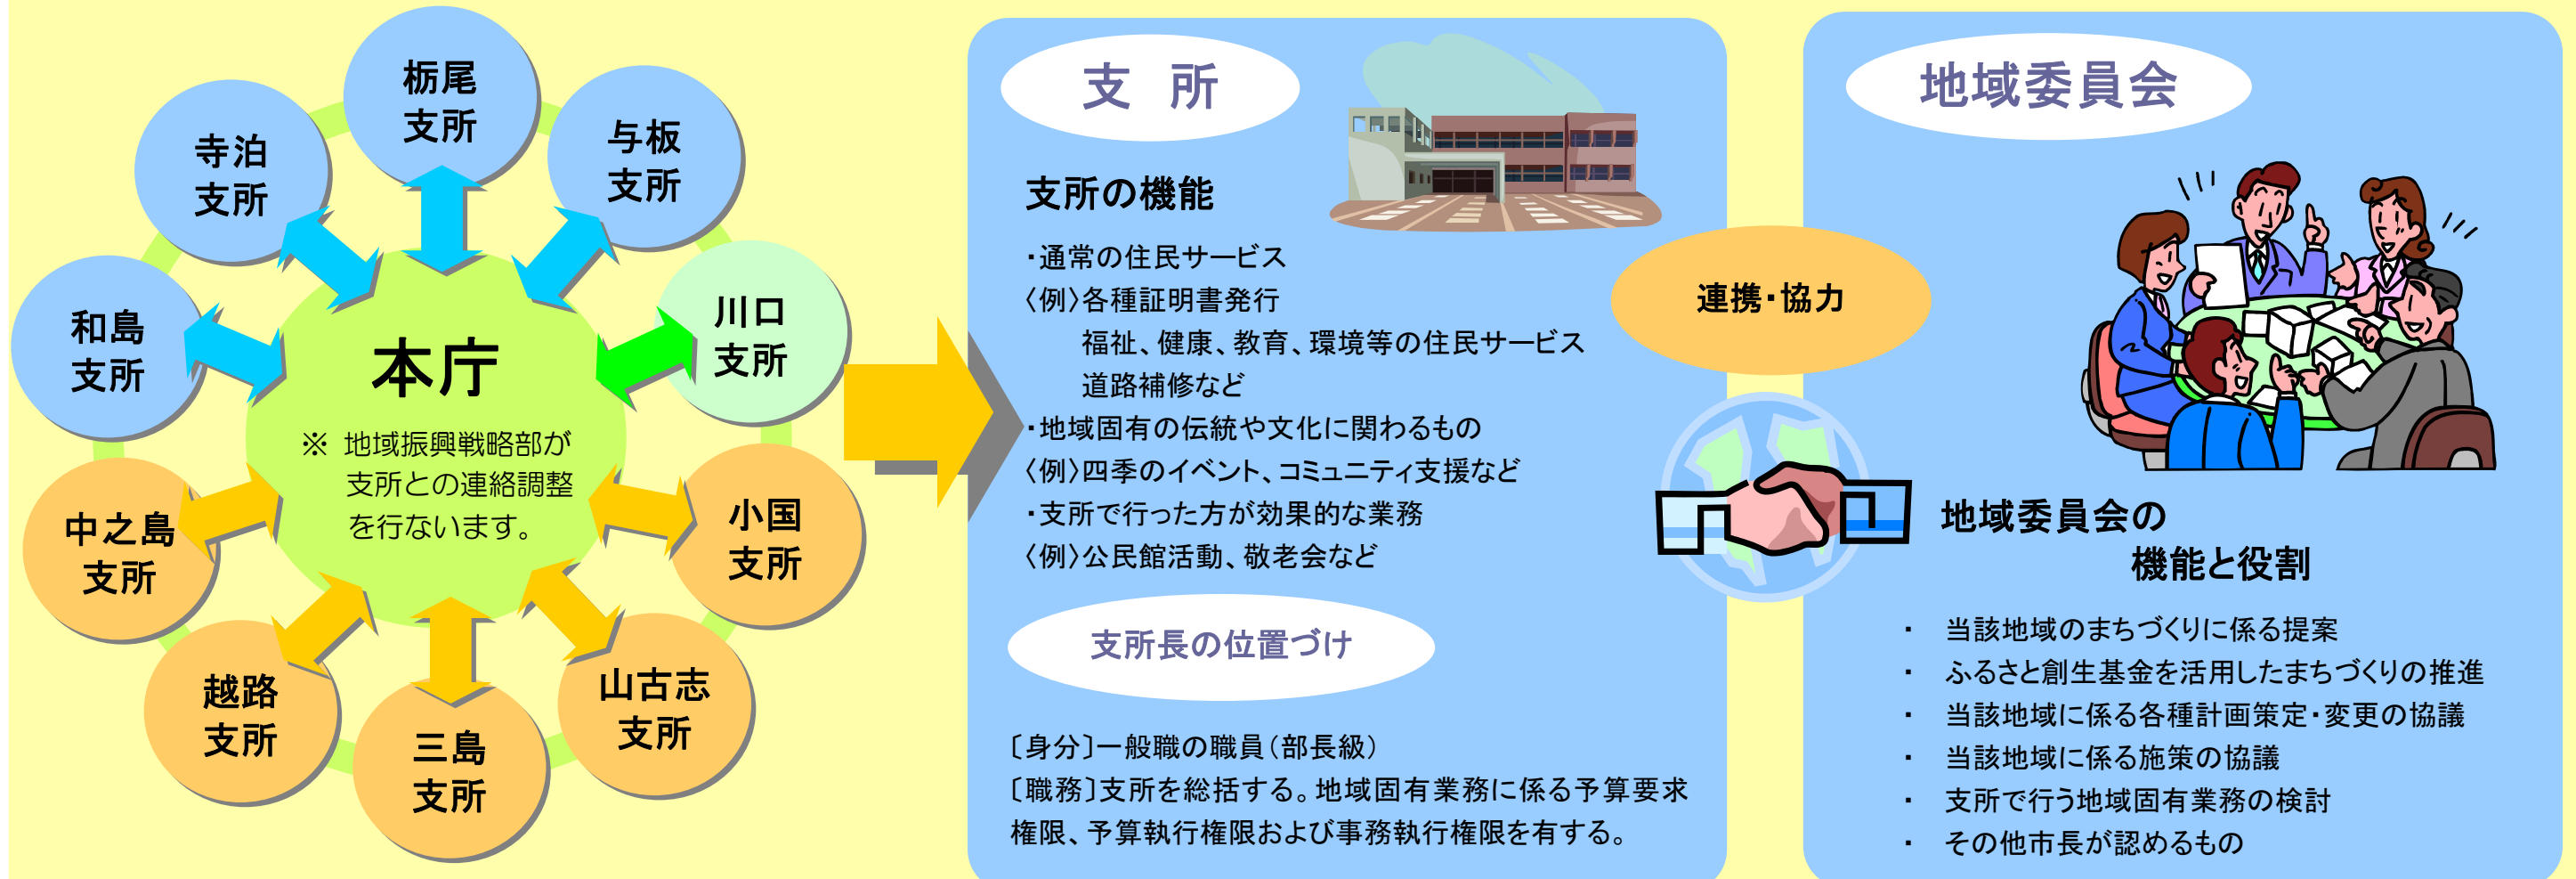 栃尾
支所
与板
支所
川口
支所
小国
支所
山古志
支所
三島
支所
越路
支所
中之島
支所
和島
支所
寺泊
支所
本庁
※ 地域振興戦略部が
支所との連絡調整
を行ないます。
支 所
支所の機能
・通常の住民サービス
〈例〉各種証明書発行
福祉、健康、教育、環境等の住民サービス
道路補修など
・地域固有の伝統や文化に関わるもの
〈例〉四季のイベント、コミュニティ支援など
・支所で行った方が効果的な業務
〈例〉公民館活動、敬老会など
支所長の位置づけ
〔身分〕一般職の職員（部長級）
〔職務〕支所を総括する。地域固有業務に係る予算要求
権限、予算執行権限および事務執行権限を有する。
連携・協力
地域委員会
地域委員会の
機能と役割
・ 当該地域のまちづくりに係る提案
・ ふるさと創生基金を活用したまちづくりの推進
・ 当該地域に係る各種計画策定・変更の協議
・ 当該地域に係る施策の協議
・ 支所で行う地域固有業務の検討
・ その他市長が認めるもの